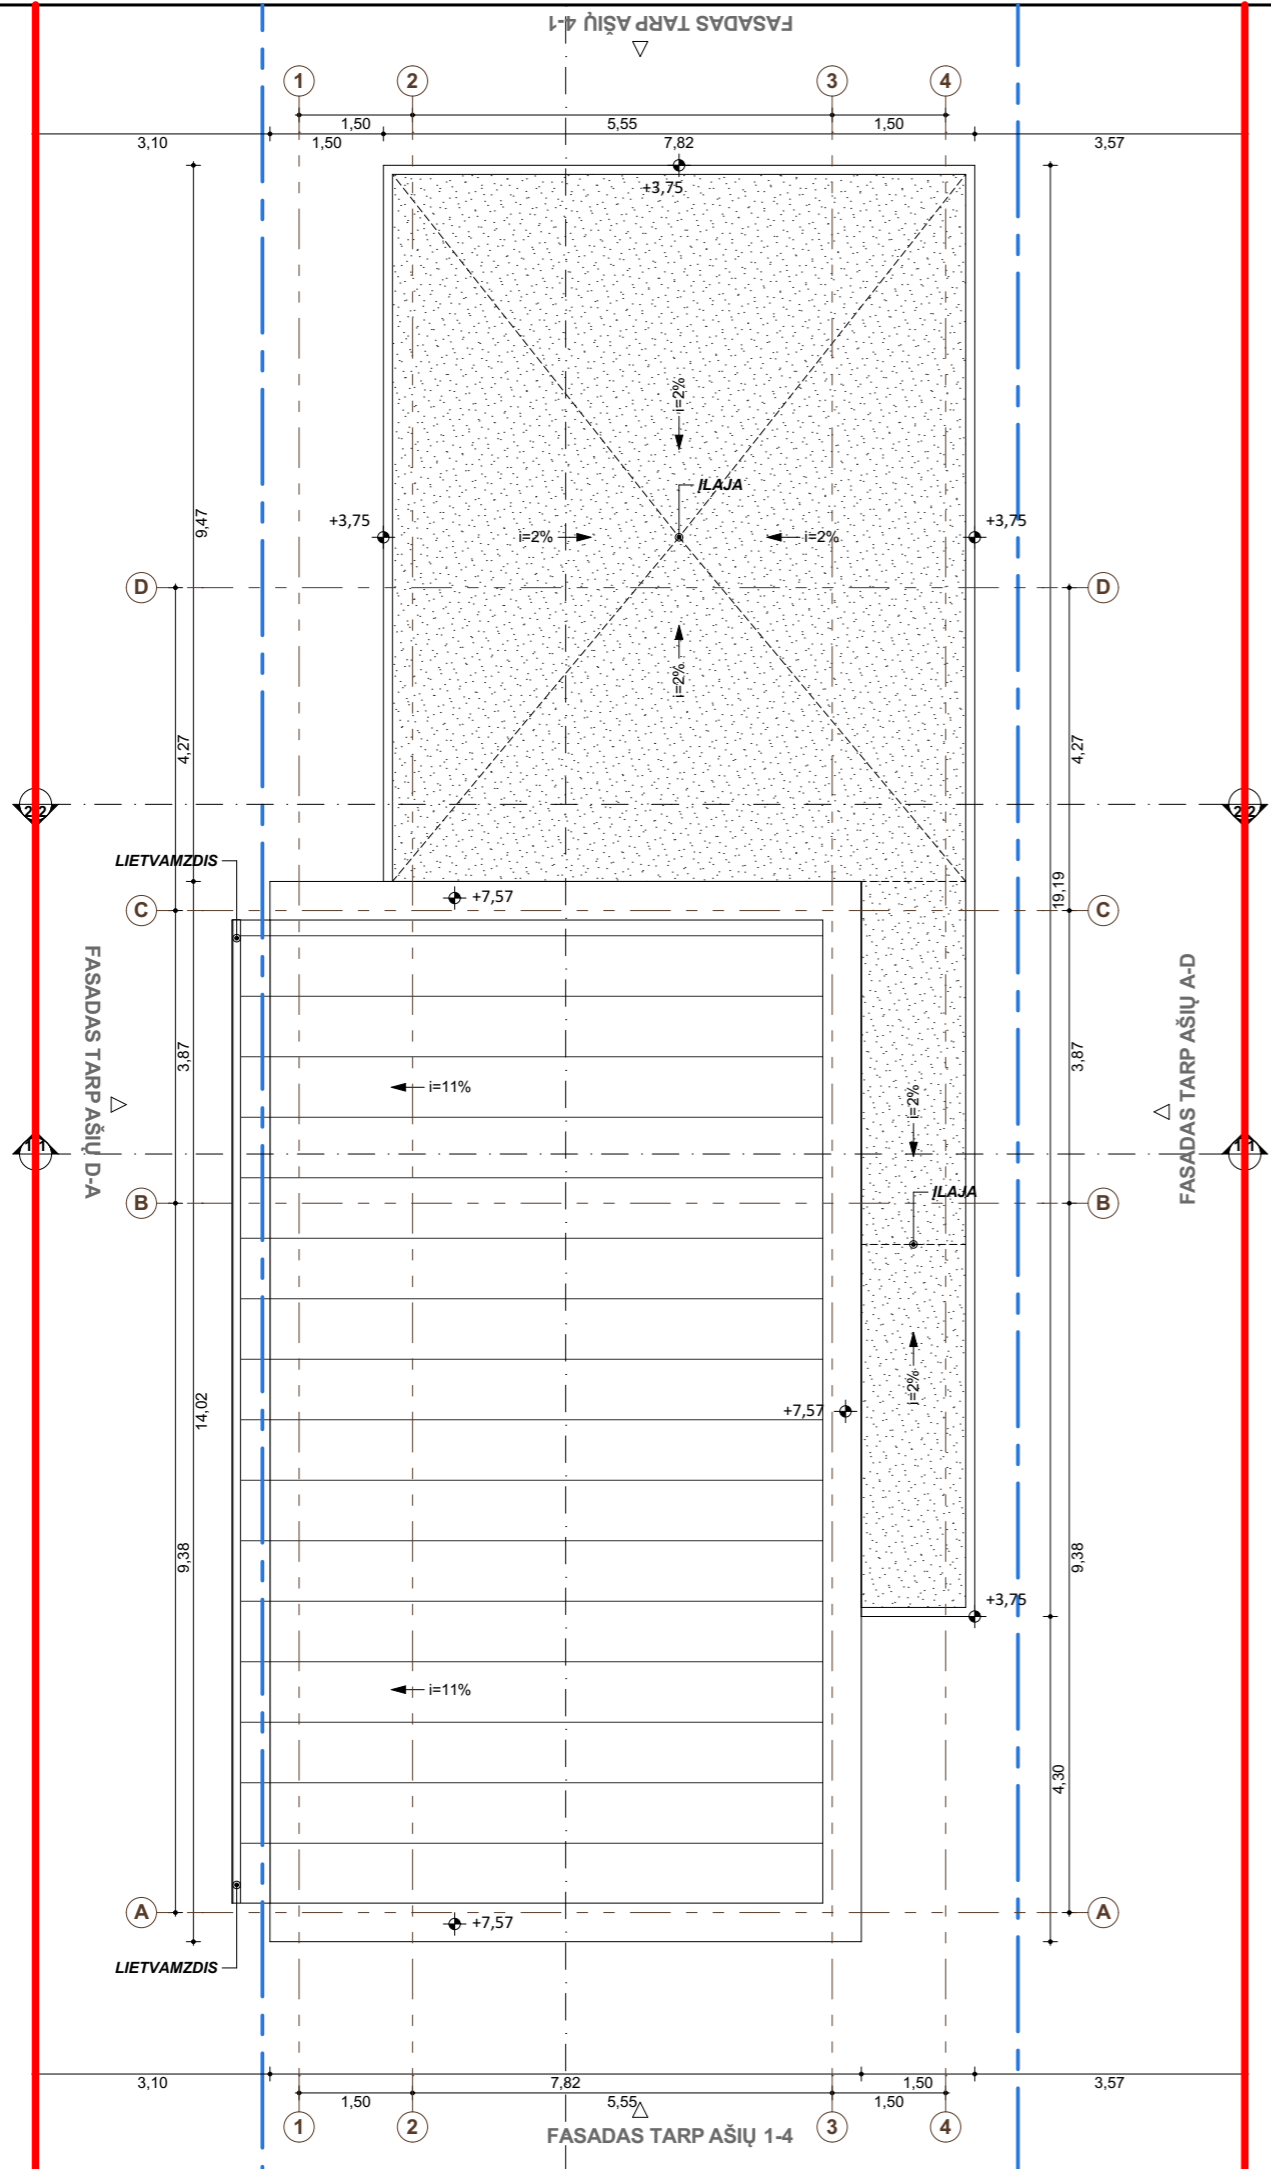 FASADAS TARP AŠIŲ 4-1
1 2 3 4
1,50 5,55 1,50
3,10 1,50 7,82 3,57
+3,75
i=2%
ĮLAJA
+3,75 i=2% i=2% +3,75
9,47
D D
i=2%
4,27 4,27
2 2 2 2
LIETVAMZDIS
+7,57
19,19
C C
FASADAS TARP AŠIŲ D-A
FASADAS TARP AŠIŲ A-D
3,87 i=11% 3,87
i=2%
1 1 1 1
ĮLAJA
B B
14,02
i=2%
+7,57
9,38 9,38
+3,75
i=11%
4,30
A A
+7,57
LIETVAMZDIS
3,10 7,82 1,50 3,57
1,50 5,55 1,50
1 2 3 4
FASADAS TARP AŠIŲ 1-4